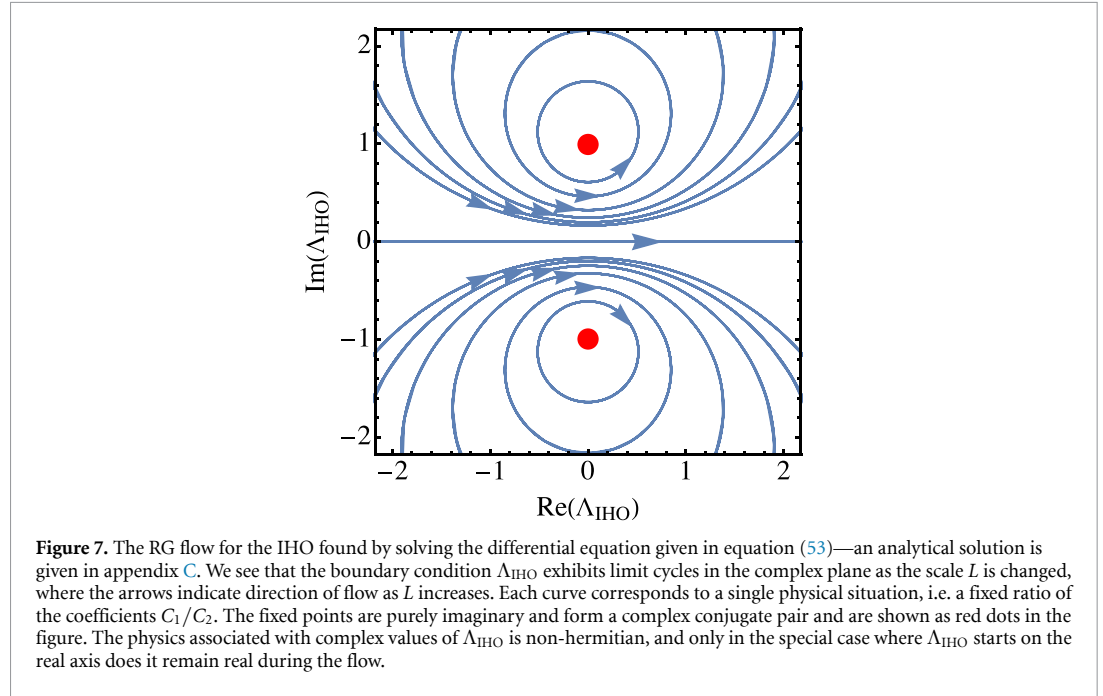 2
1
0
−1
−2
Im(Λ_IHO)
−2 −1 0 1 2
Re(Λ_IHO)
Figure 7. The RG flow for the IHO found by solving the differential equation given in equation (53)—an analytical solution is
given in appendix C. We see that the boundary condition Λ_IHO exhibits limit cycles in the complex plane as the scale L is changed,
where the arrows indicate direction of flow as L increases. Each curve corresponds to a single physical situation, i.e. a fixed ratio of
the coefficients C₁/C₂. The fixed points are purely imaginary and form a complex conjugate pair and are shown as red dots in the
figure. The physics associated with complex values of Λ_IHO is non-hermitian, and only in the special case where Λ_IHO starts on the
real axis does it remain real during the flow.